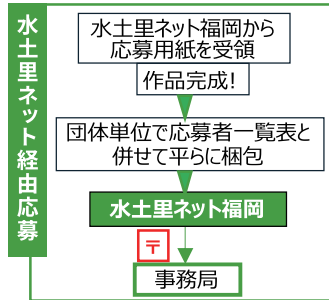 水土里ネット経由応募
水土里ネット福岡から
応募用紙を受領
作品完成!
団体単位で応募者一覧表と
併せて平らに梱包
水土里ネット福岡
〒
事務局